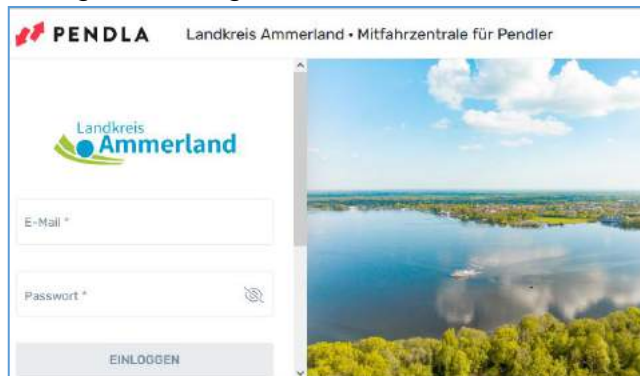 PENDLA
Landkreis Ammerland • Mitfahrzentrale für Pendler
Landkreis
Ammerland
E-Mail *
Passwort *
EINLOGGEN